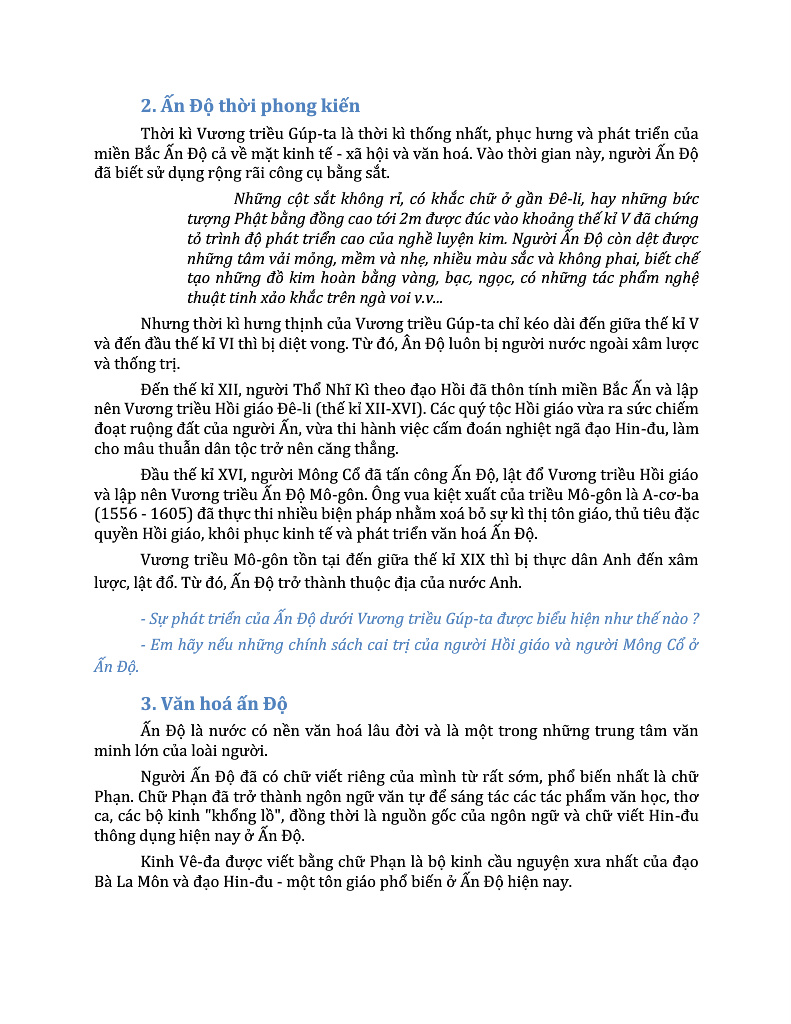 2. Ấn Độ thời phong kiến
Thời kì Vương triều Gúp-ta là thời kì thống nhất, phục hưng và phát triển của
miền Bắc Ấn Độ cả về mặt kinh tế - xã hội và văn hoá. Vào thời gian này, người Ấn Độ
đã biết sử dụng rộng rãi công cụ bằng sắt.
Những cột sắt không rỉ, có khắc chữ ở gần Đê-li, hay những bức
tượng Phật bằng đồng cao tới 2m được đúc vào khoảng thế kỉ V đã chứng
tỏ trình độ phát triển cao của nghề luyện kim. Người Ấn Độ còn dệt được
những tâm vải mỏng, mềm và nhẹ, nhiều màu sắc và không phai, biết chế
tạo những đồ kim hoàn bằng vàng, bạc, ngọc, có những tác phẩm nghệ
thuật tinh xảo khắc trên ngà voi v.v...
Nhưng thời kì hưng thịnh của Vương triều Gúp-ta chỉ kéo dài đến giữa thế kỉ V
và đến đầu thế kỉ VI thì bị diệt vong. Từ đó, Ân Độ luôn bị người nước ngoài xâm lược
và thống trị.
Đến thế kỉ XII, người Thổ Nhĩ Kì theo đạo Hồi đã thôn tính miền Bắc Ấn và lập
nên Vương triều Hồi giáo Đê-li (thế kỉ XII-XVI). Các quý tộc Hồi giáo vừa ra sức chiếm
đoạt ruộng đất của người Ấn, vừa thi hành việc cấm đoán nghiệt ngã đạo Hin-đu, làm
cho mâu thuẫn dân tộc trở nên căng thẳng.
Đầu thế kỉ XVI, người Mông Cổ đã tấn công Ấn Độ, lật đổ Vương triều Hồi giáo
và lập nên Vương triều Ấn Độ Mô-gôn. Ông vua kiệt xuất của triều Mô-gôn là A-cơ-ba
(1556 - 1605) đã thực thi nhiều biện pháp nhằm xoá bỏ sự kì thị tôn giáo, thủ tiêu đặc
quyền Hồi giáo, khôi phục kinh tế và phát triển văn hoá Ấn Độ.
Vương triều Mô-gôn tồn tại đến giữa thế kỉ XIX thì bị thực dân Anh đến xâm
lược, lật đổ. Từ đó, Ấn Độ trở thành thuộc địa của nước Anh.
- Sự phát triển của Ấn Độ dưới Vương triều Gúp-ta được biểu hiện như thế nào ?
- Em hãy nếu những chính sách cai trị của người Hồi giáo và người Mông Cổ ở
Ấn Độ.
3. Văn hoá ấn Độ
Ấn Độ là nước có nền văn hoá lâu đời và là một trong những trung tâm văn
minh lớn của loài người.
Người Ấn Độ đã có chữ viết riêng của mình từ rất sớm, phổ biến nhất là chữ
Phạn. Chữ Phạn đã trở thành ngôn ngữ văn tự để sáng tác các tác phẩm văn học, thơ
ca, các bộ kinh "khổng lồ", đồng thời là nguồn gốc của ngôn ngữ và chữ viết Hin-đu
thông dụng hiện nay ở Ấn Độ.
Kinh Vê-đa được viết bằng chữ Phạn là bộ kinh cầu nguyện xưa nhất của đạo
Bà La Môn và đạo Hin-đu - một tôn giáo phổ biến ở Ấn Độ hiện nay.